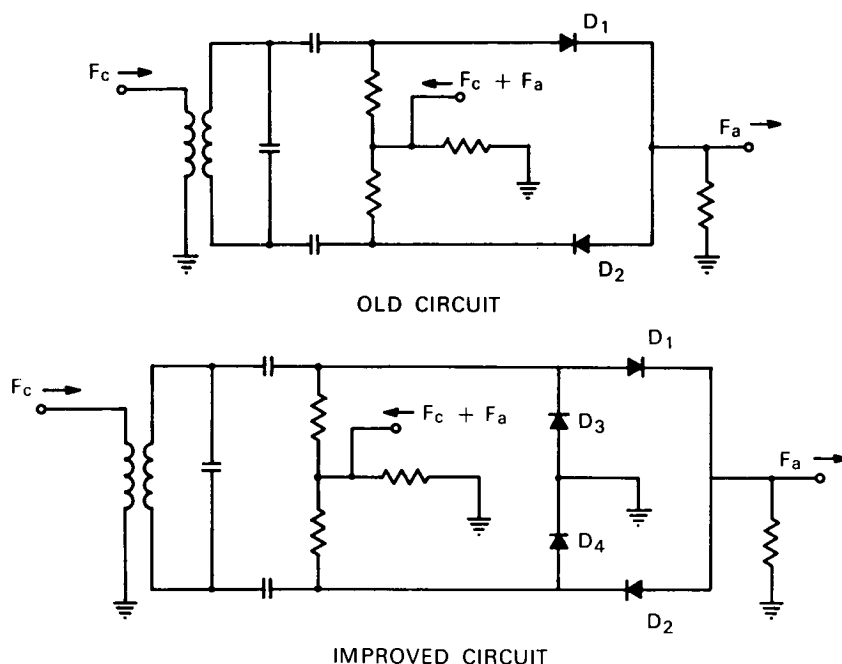 D1
Fc
Fc + Fa
Fa
D2
OLD CIRCUIT
D1
Fc
Fc + Fa
D3
Fa
D4
D2
IMPROVED CIRCUIT